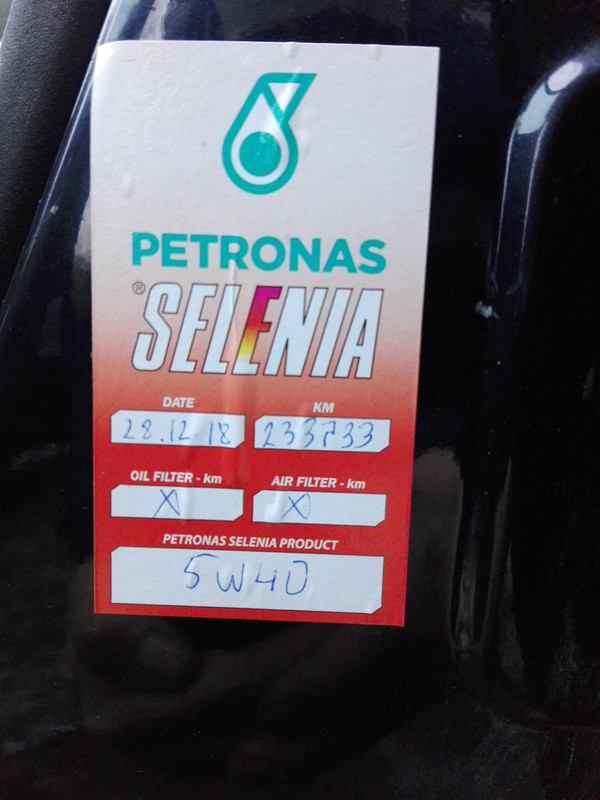 PETRONAS
® SELENIA
DATE KM
28.12.18 233733
OIL FILTER - km AIR FILTER - km
X X
PETRONAS SELENIA PRODUCT
5W40